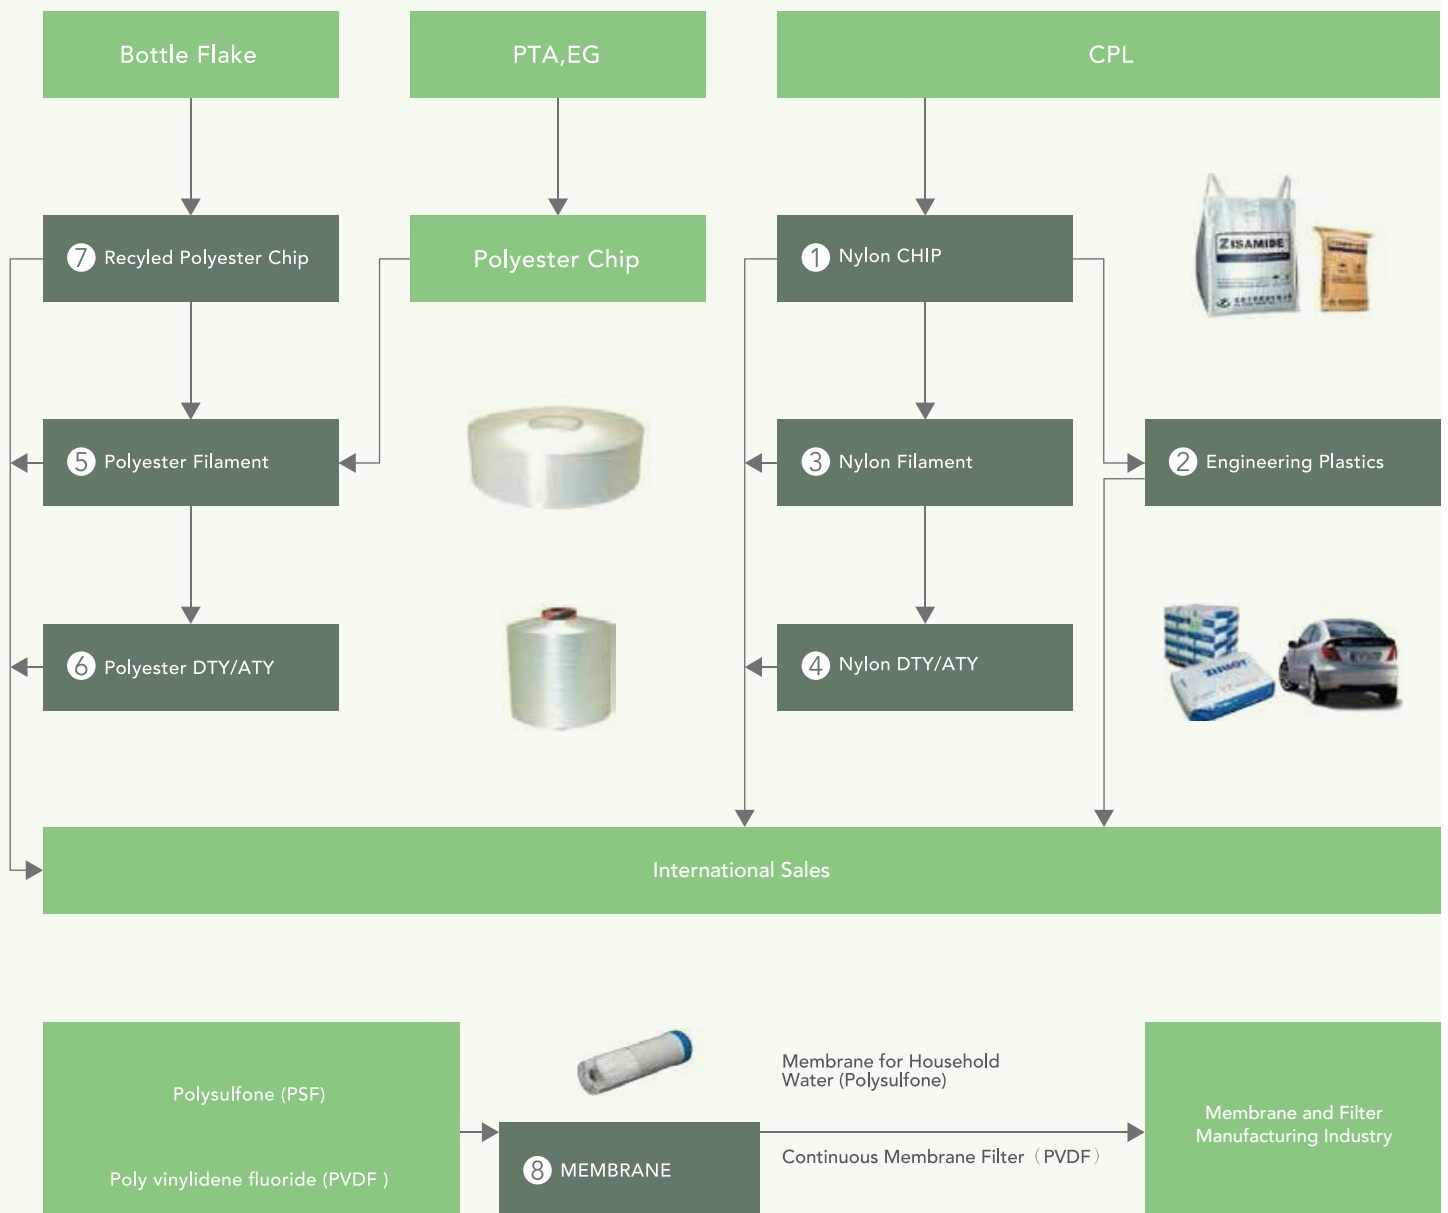 Bottle Flake
PTA,EG
CPL
ZISAMIDE
7 Recyled Polyester Chip
Polyester Chip
1 Nylon CHIP
5 Polyester Filament
3 Nylon Filament
2 Engineering Plastics
6 Polyester DTY/ATY
4 Nylon DTY/ATY
International Sales
Polysulfone (PSF)
Poly vinylidene fluoride (PVDF )
8 MEMBRANE
Membrane for Household
Water (Polysulfone)
Continuous Membrane Filter（PVDF）
Membrane and Filter
Manufacturing Industry